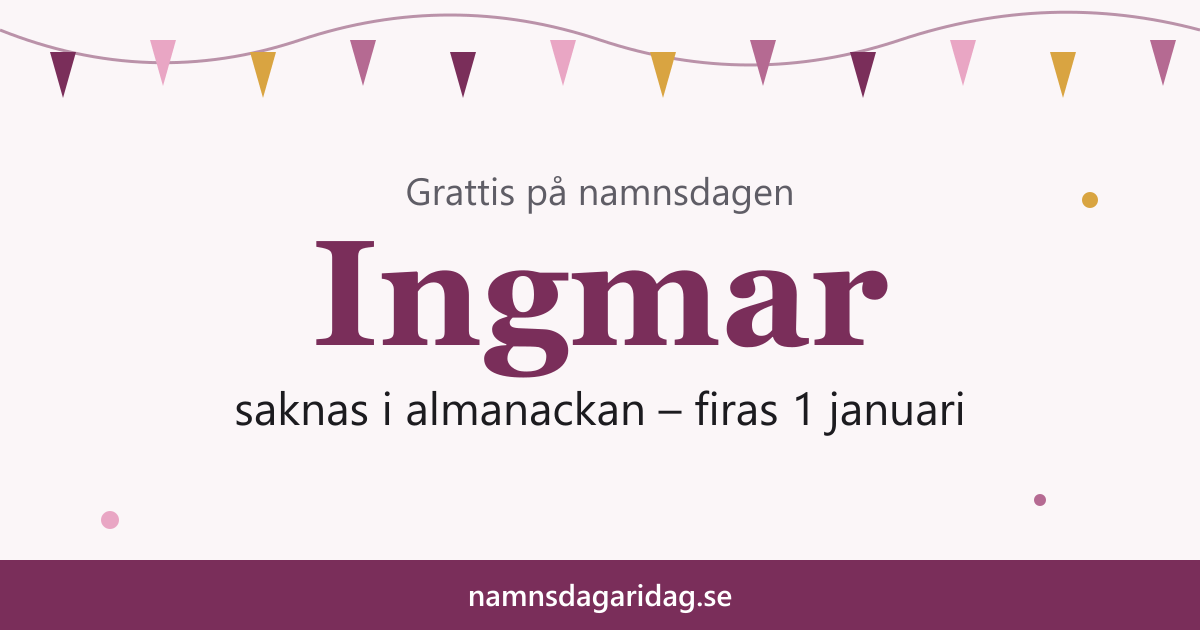 Grattis på namnsdagen
Ingmar
saknas i almanackan – firas 1 januari
namnsdagaridag.se